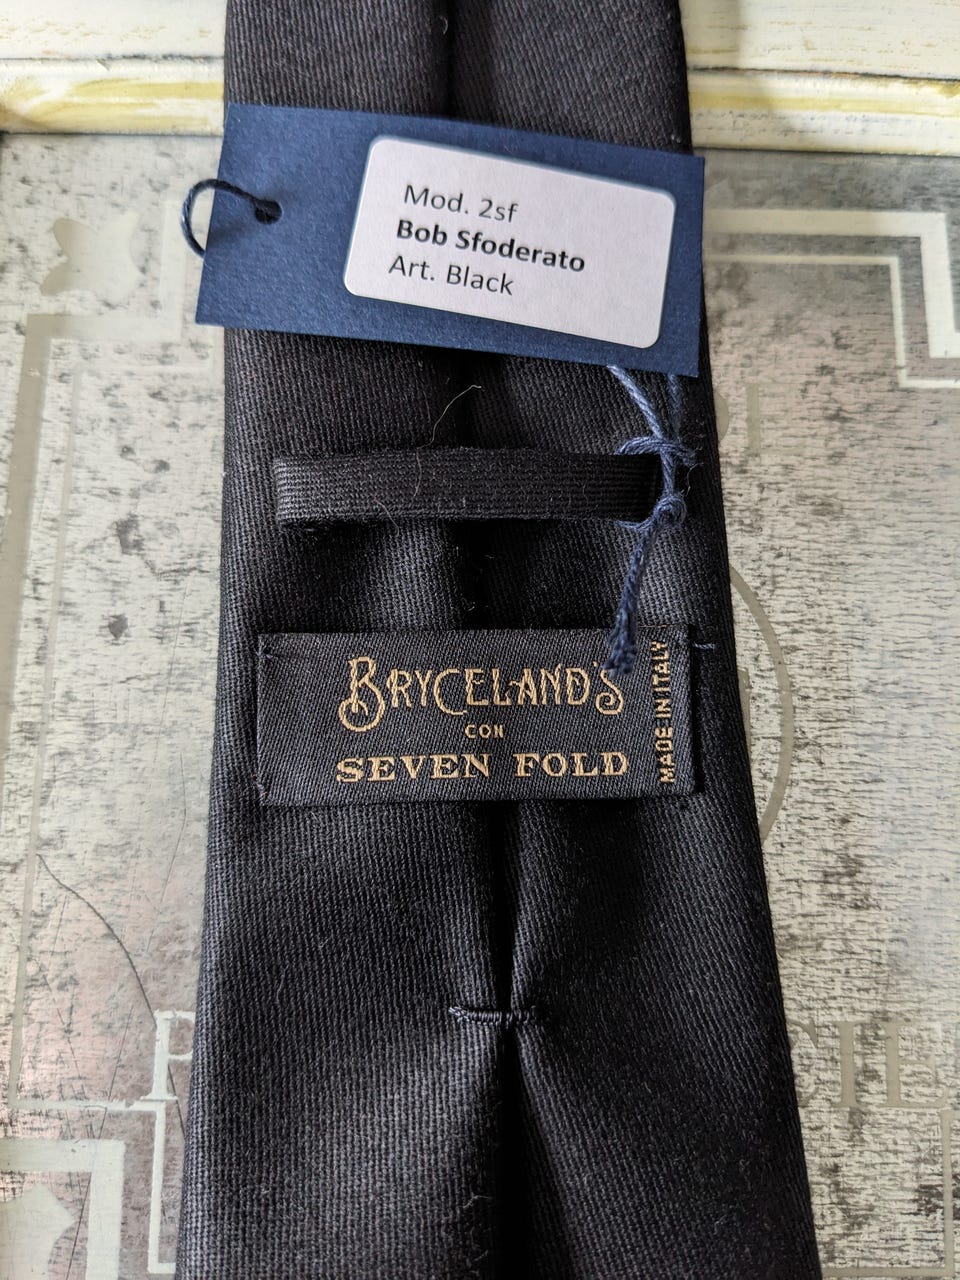 Mod. 2sf
Bob Sfoderato
Art. Black
BRYCELAND'S
CON
SEVEN FOLD
MADE IN ITALY